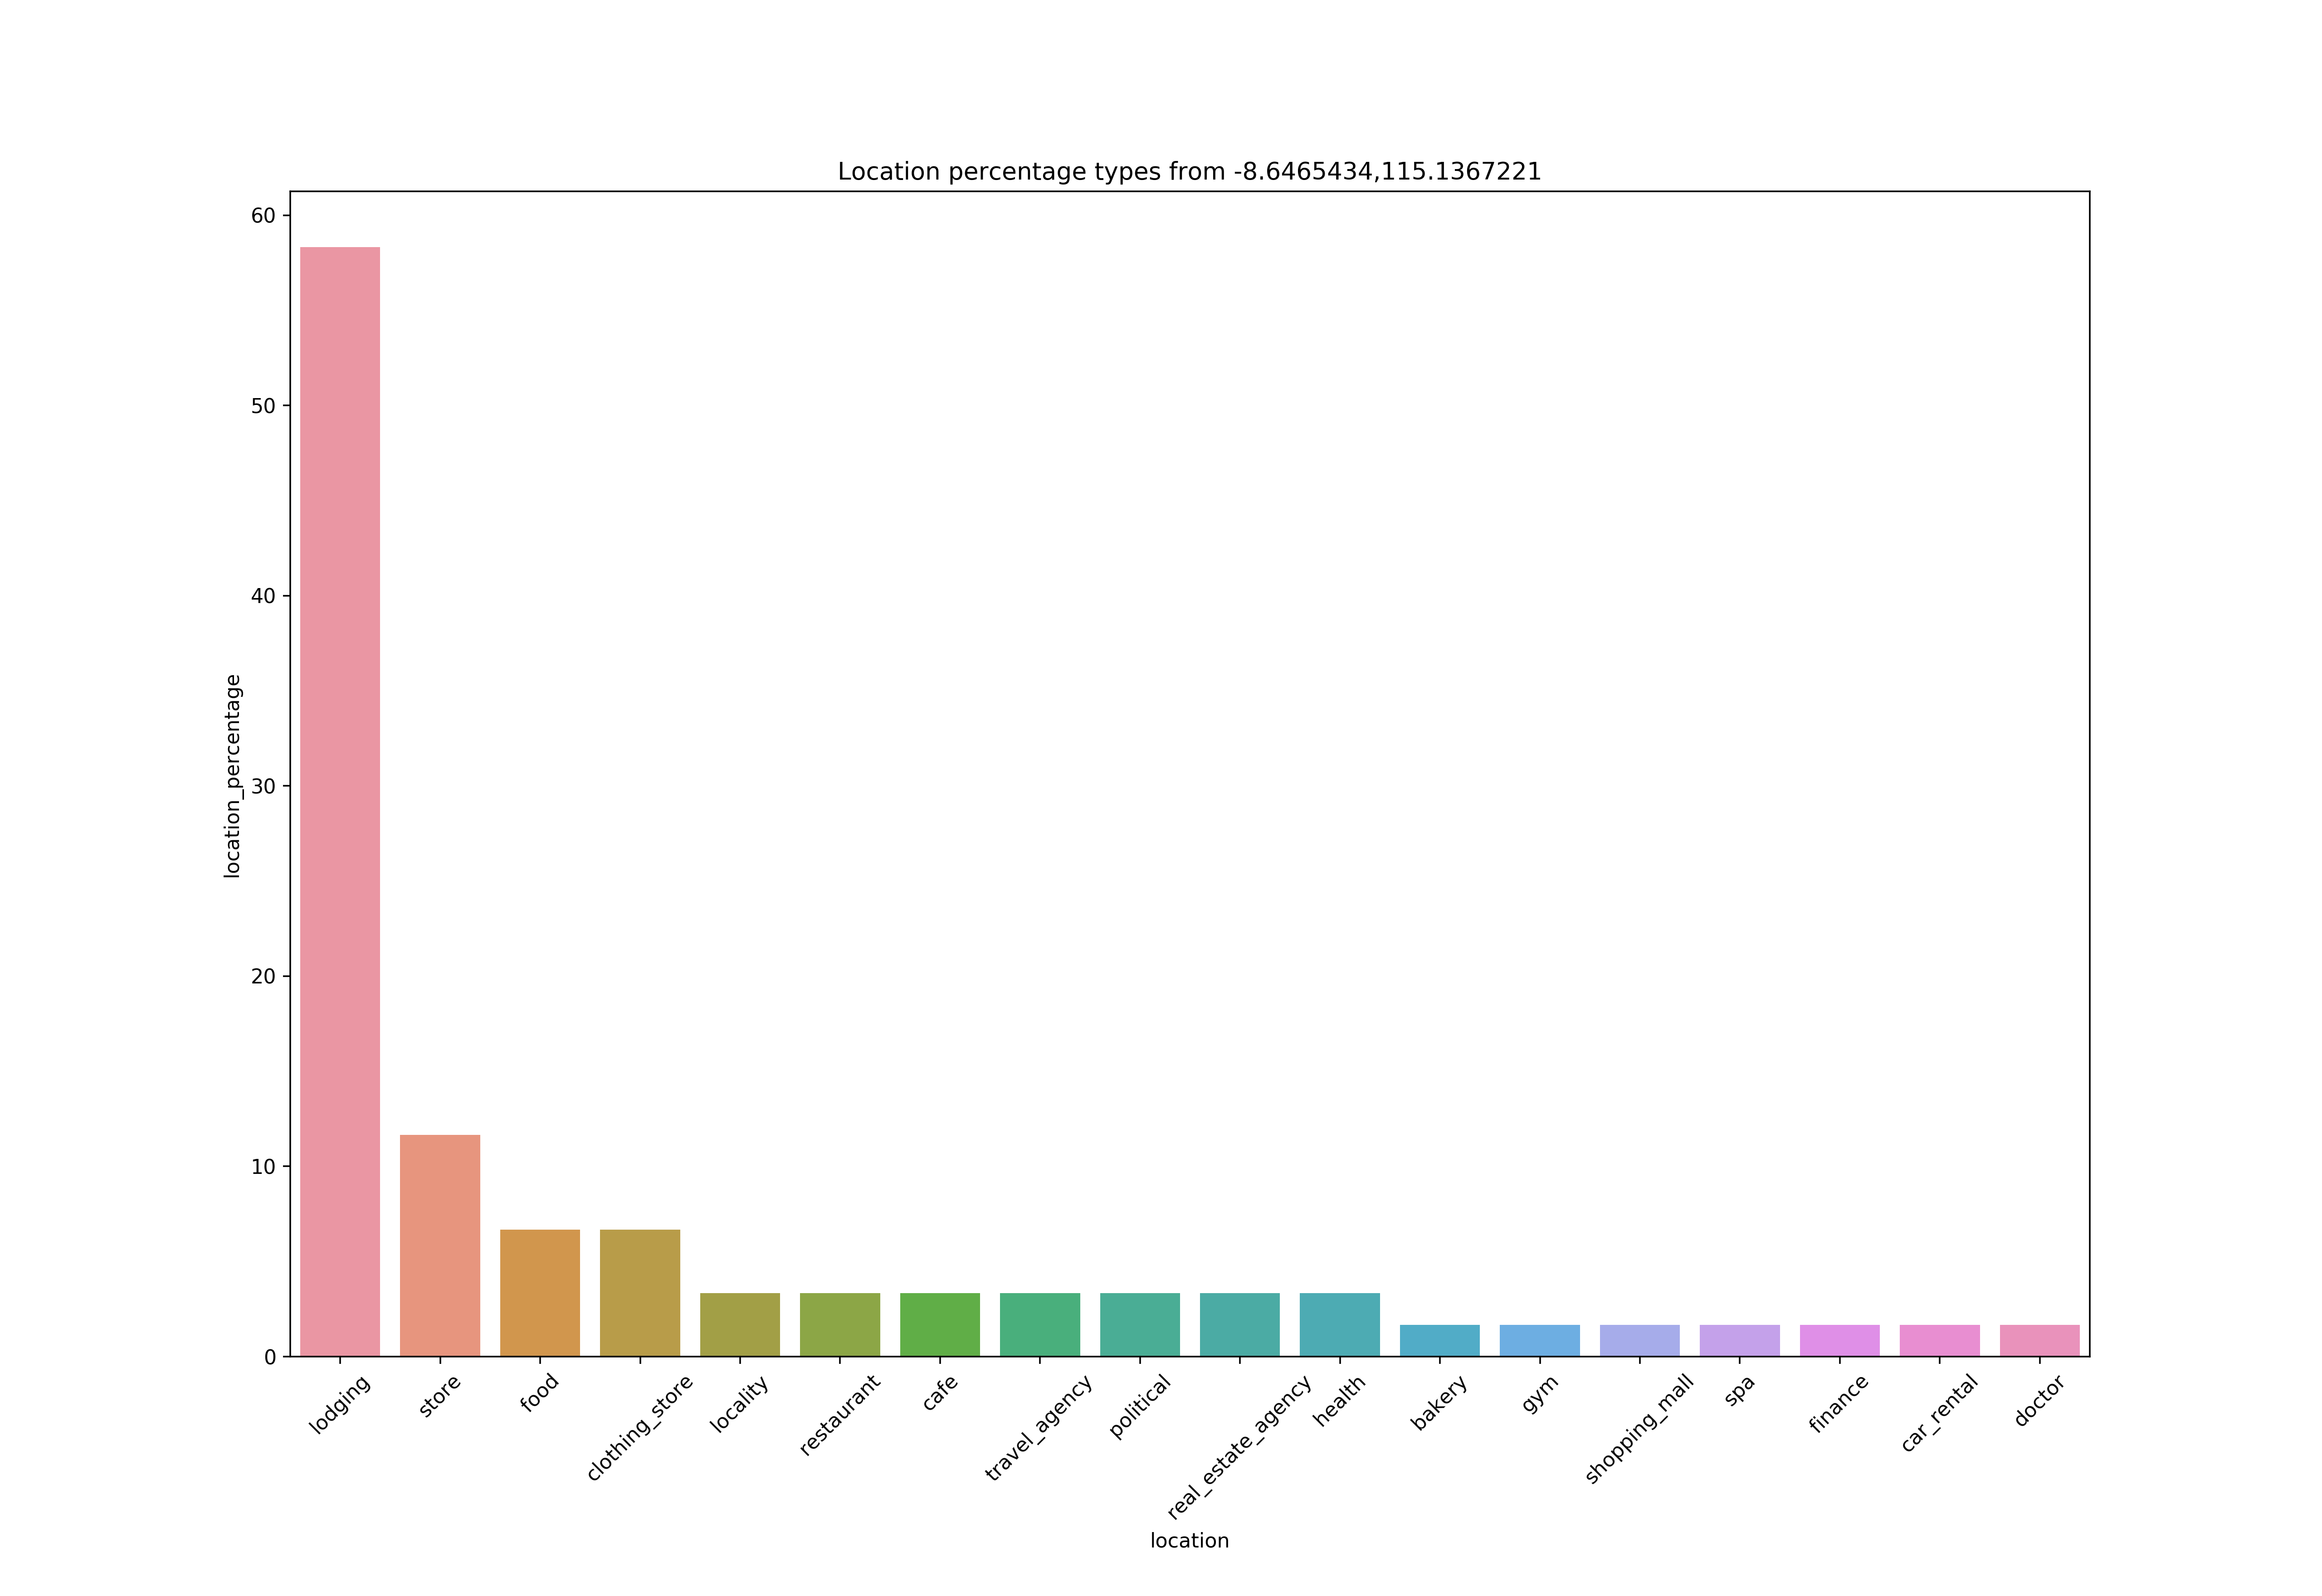 Location percentage types from -8.6465434,115.1367221
60
50
40
30
20
10
0
location_percentage
lodging
store
food
clothing_store
locality
restaurant
cafe
travel_agency
political
real_estate_agency
health
bakery
gym
shopping_mall
spa
finance
car_rental
doctor
location